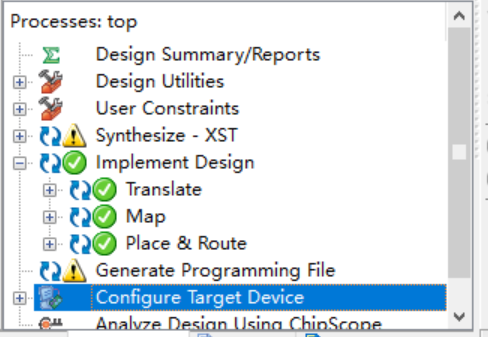 Processes: top
Design Summary/Reports
Design Utilities
User Constraints
Synthesize - XST
Implement Design
Translate
Map
Place & Route
Generate Programming File
Configure Target Device
Analyze Design Using ChipScope